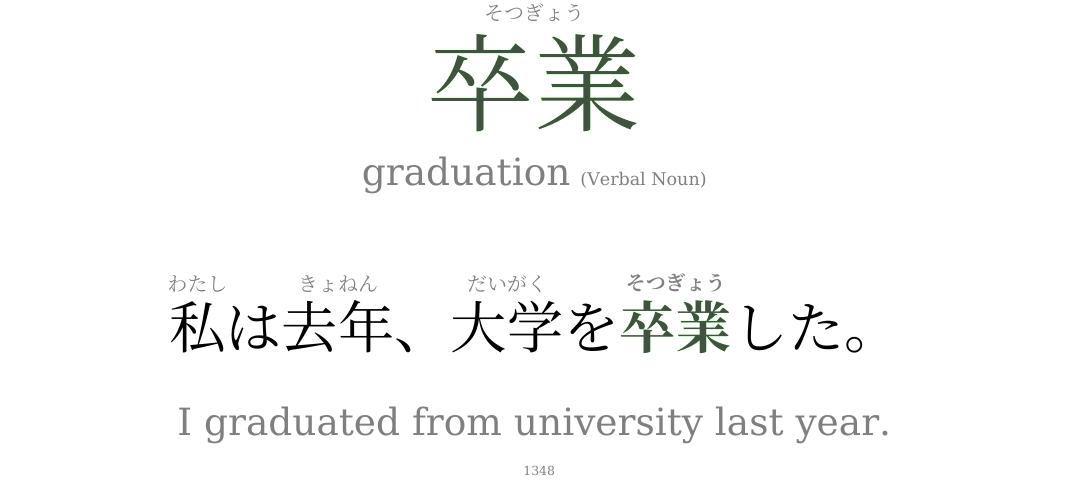 そつぎょう
卒業
graduation (Verbal Noun)
わたし きょねん だいがく そつぎょう
私は去年、大学を卒業した。
I graduated from university last year.
1348